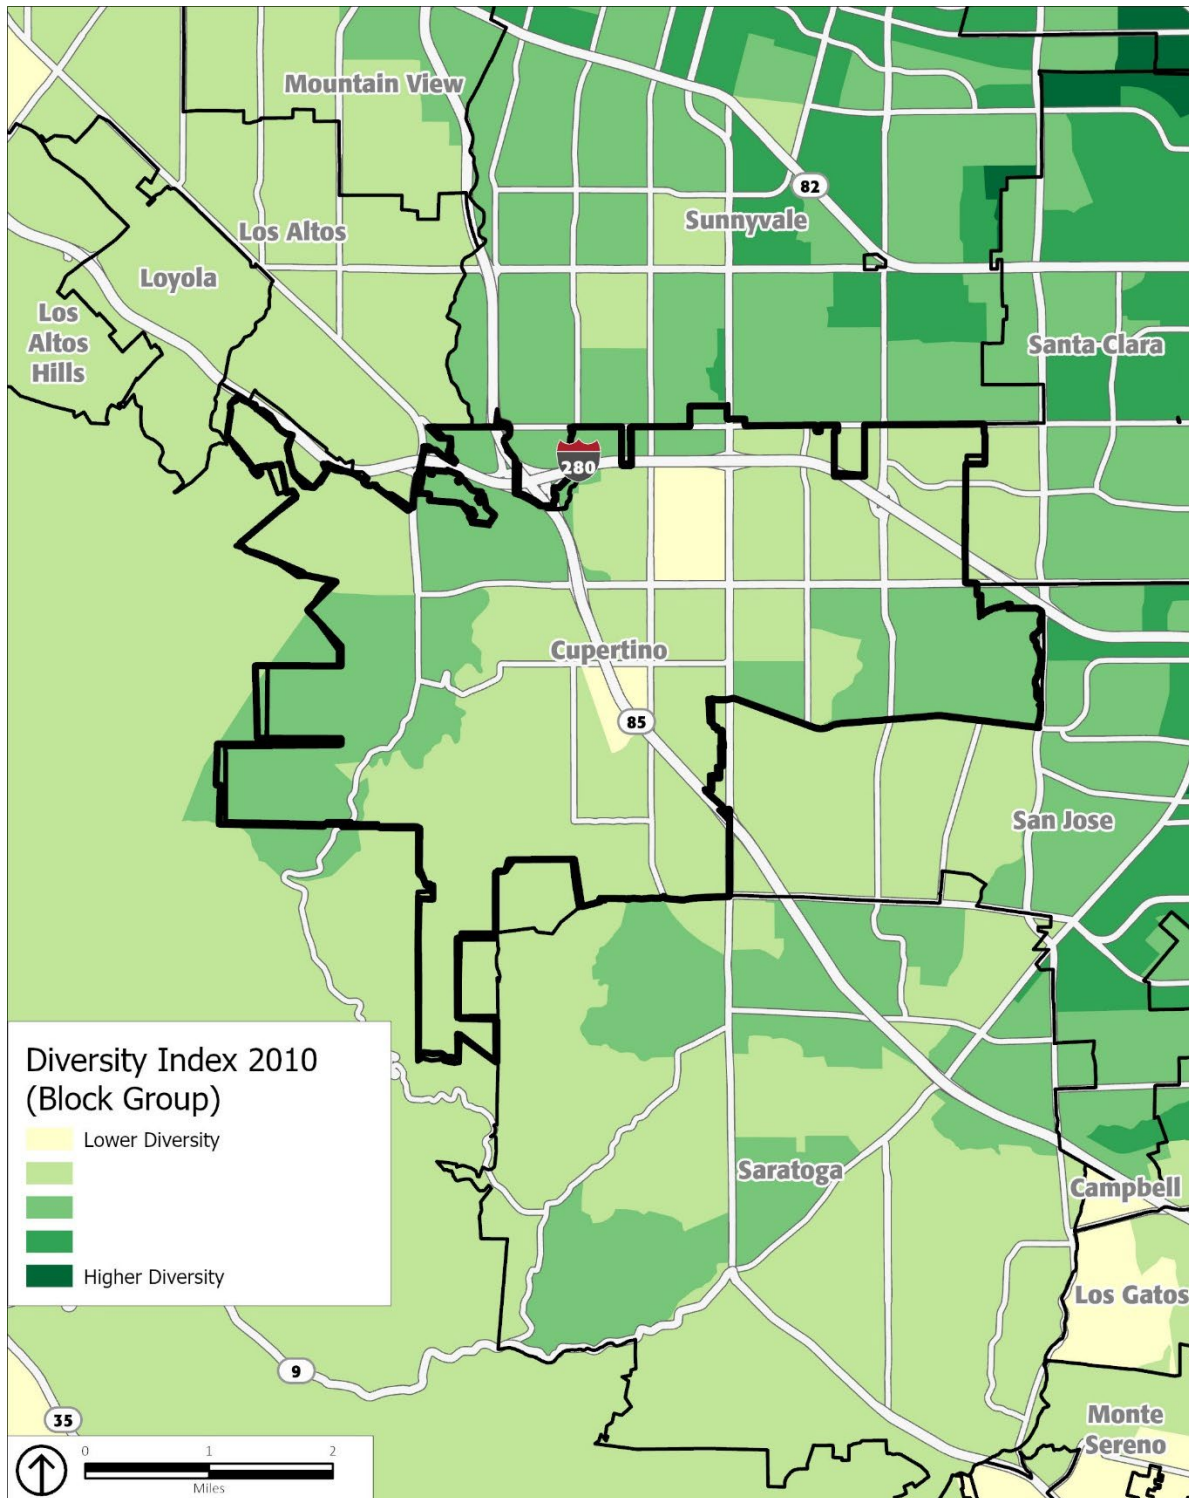 Mountain View
82
Sunnyvale
Los Altos
Loyola
Los
Altos
Hills
Santa Clara
280
Cupertino
85
San Jose
Diversity Index 2010
(Block Group)
Lower Diversity
Higher Diversity
Saratoga
Campbell
Los Gatos
9
35
Monte
Sereno
0 1 2
Miles